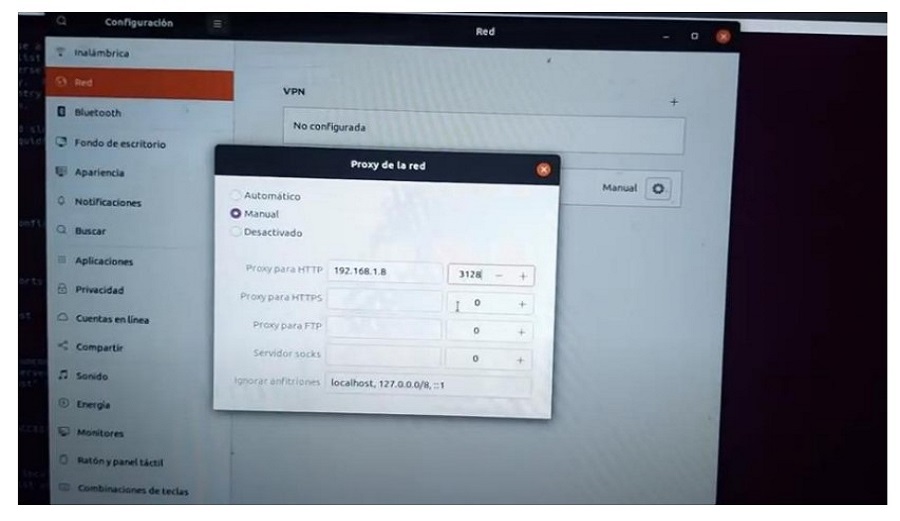 Configuración
Red
Inalámbrica
Red
Bluetooth
Fondo de escritorio
Apariencia
Notificaciones
Buscar
Aplicaciones
Privacidad
Cuentas en línea
Compartir
Sonido
Energía
Monitores
Ratón y panel táctil
Combinaciones de teclas
VPN
+
No configurada
Manual
Proxy de la red
Automático
Manual
Desactivado
Proxy para HTTP 192.168.1.8 3128 − +
Proxy para HTTPS 0 +
Proxy para FTP 0 +
Servidor socks 0 +
Ignorar anfitriones localhost, 127.0.0.0/8, ::1